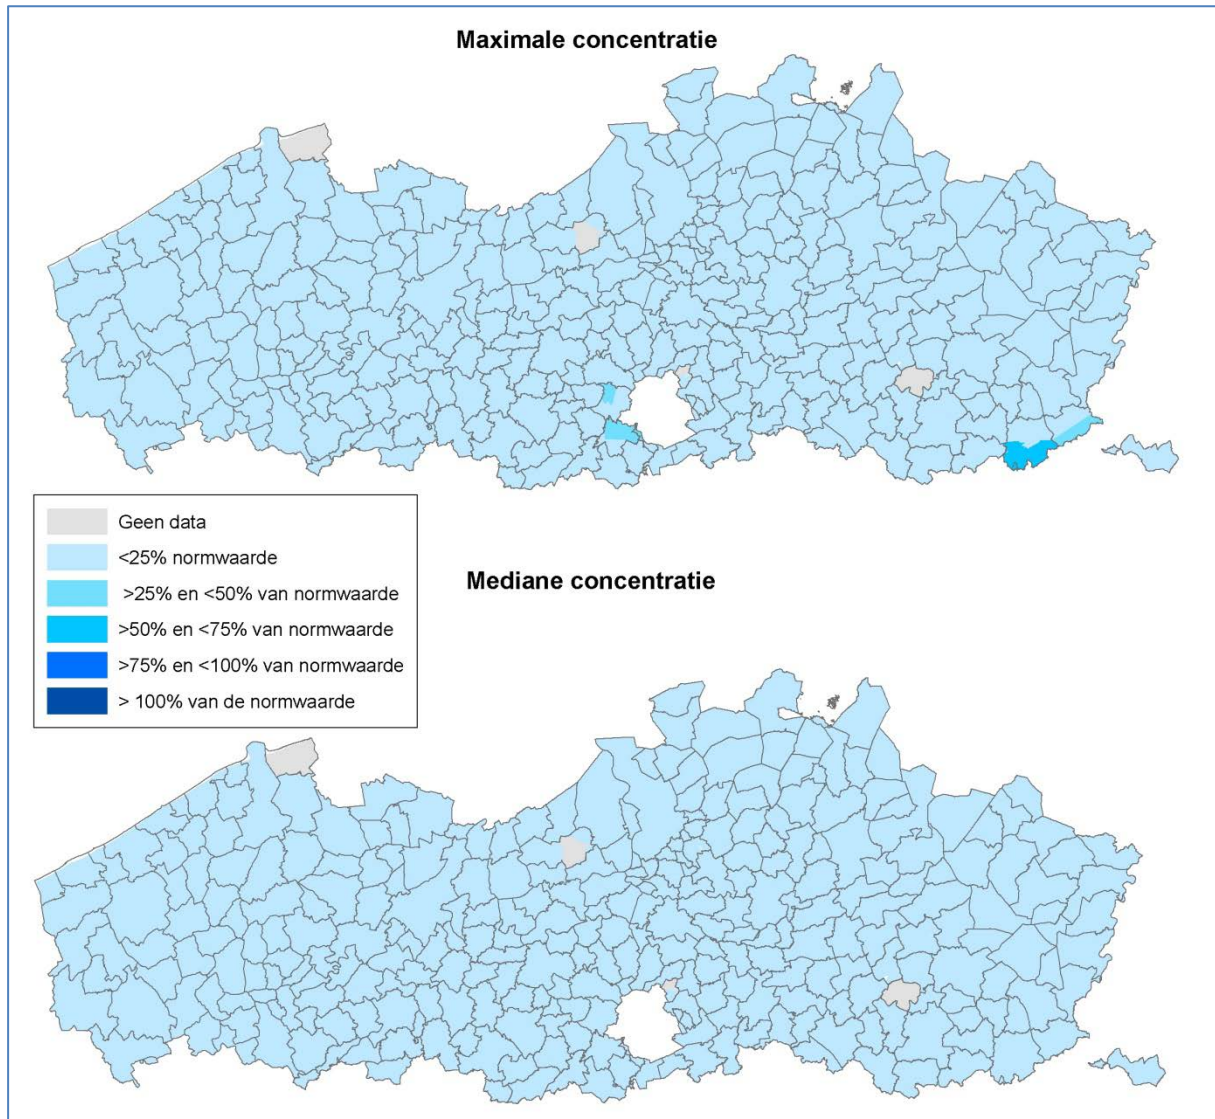 Maximale concentratie
Geen data
<25% normwaarde
>25% en <50% van normwaarde
>50% en <75% van normwaarde
>75% en <100% van normwaarde
> 100% van de normwaarde
Mediane concentratie